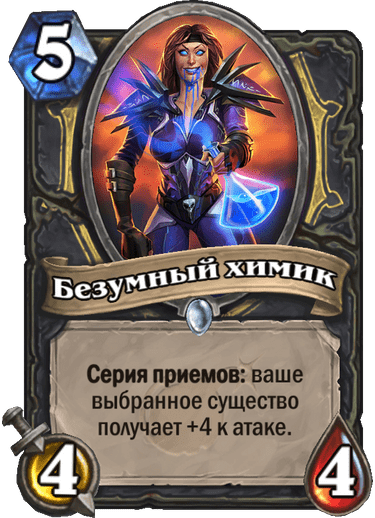 5
Безумный химик
Серия приемов: ваше
выбранное существо
получает +4 к атаке.
4 4